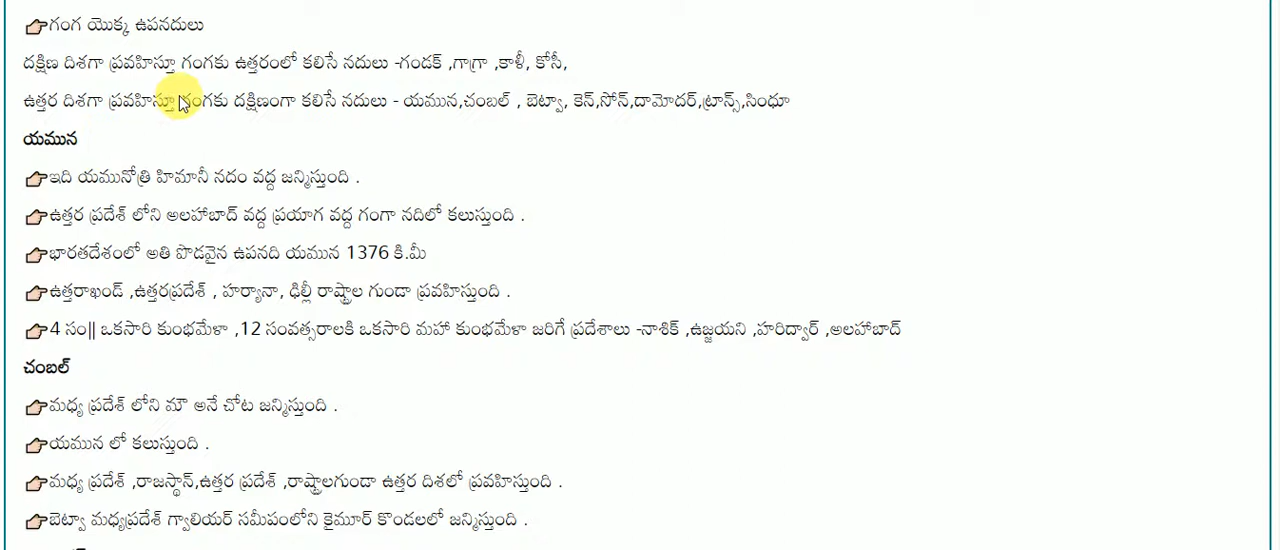 👉గంగ యొక్క ఉపనదులు
దక్షిణ దిశగా ప్రవహిస్తూ గంగకు ఉత్తరంలో కలిసే నదులు -గండక్ ,గాగ్రా ,కాళీ, కోసీ,
ఉత్తర దిశగా ప్రవహిస్తూ గంగకు దక్షిణంగా కలిసే నదులు - యమున,చంబల్ , బెట్వా, కెన్,సోన్,దామోదర్,ట్రాన్స్,సింధూ
యమున
👉ఇది యమునోత్రి హిమానీ నదం వద్ద జన్మిస్తుంది .
👉ఉత్తర ప్రదేశ్ లోని అలహాబాద్ వద్ద ప్రయాగ వద్ద గంగా నదిలో కలుస్తుంది .
👉భారతదేశంలో అతి పొడవైన ఉపనది యమున 1376 కి.మీ
👉ఉత్తరాఖండ్ ,ఉత్తరప్రదేశ్ , హర్యానా, ఢిల్లీ రాష్ట్రాల గుండా ప్రవహిస్తుంది .
👉4 సం|| ఒకసారి కుంభమేళా ,12 సంవత్సరాలకి ఒకసారి మహా కుంభమేళా జరిగే ప్రదేశాలు -నాశిక్ ,ఉజ్జయని ,హరిద్వార్ ,అలహాబాద్
చంబల్
👉మధ్య ప్రదేశ్ లోని మౌ అనే చోట జన్మిస్తుంది .
👉యమున లో కలుస్తుంది .
👉మధ్య ప్రదేశ్ ,రాజస్థాన్,ఉత్తర ప్రదేశ్ ,రాష్ట్రాలగుండా ఉత్తర దిశలో ప్రవహిస్తుంది .
👉బెట్వా మధ్యప్రదేశ్ గ్వాలియర్ సమీపంలోని కైమూర్ కొండలలో జన్మిస్తుంది .